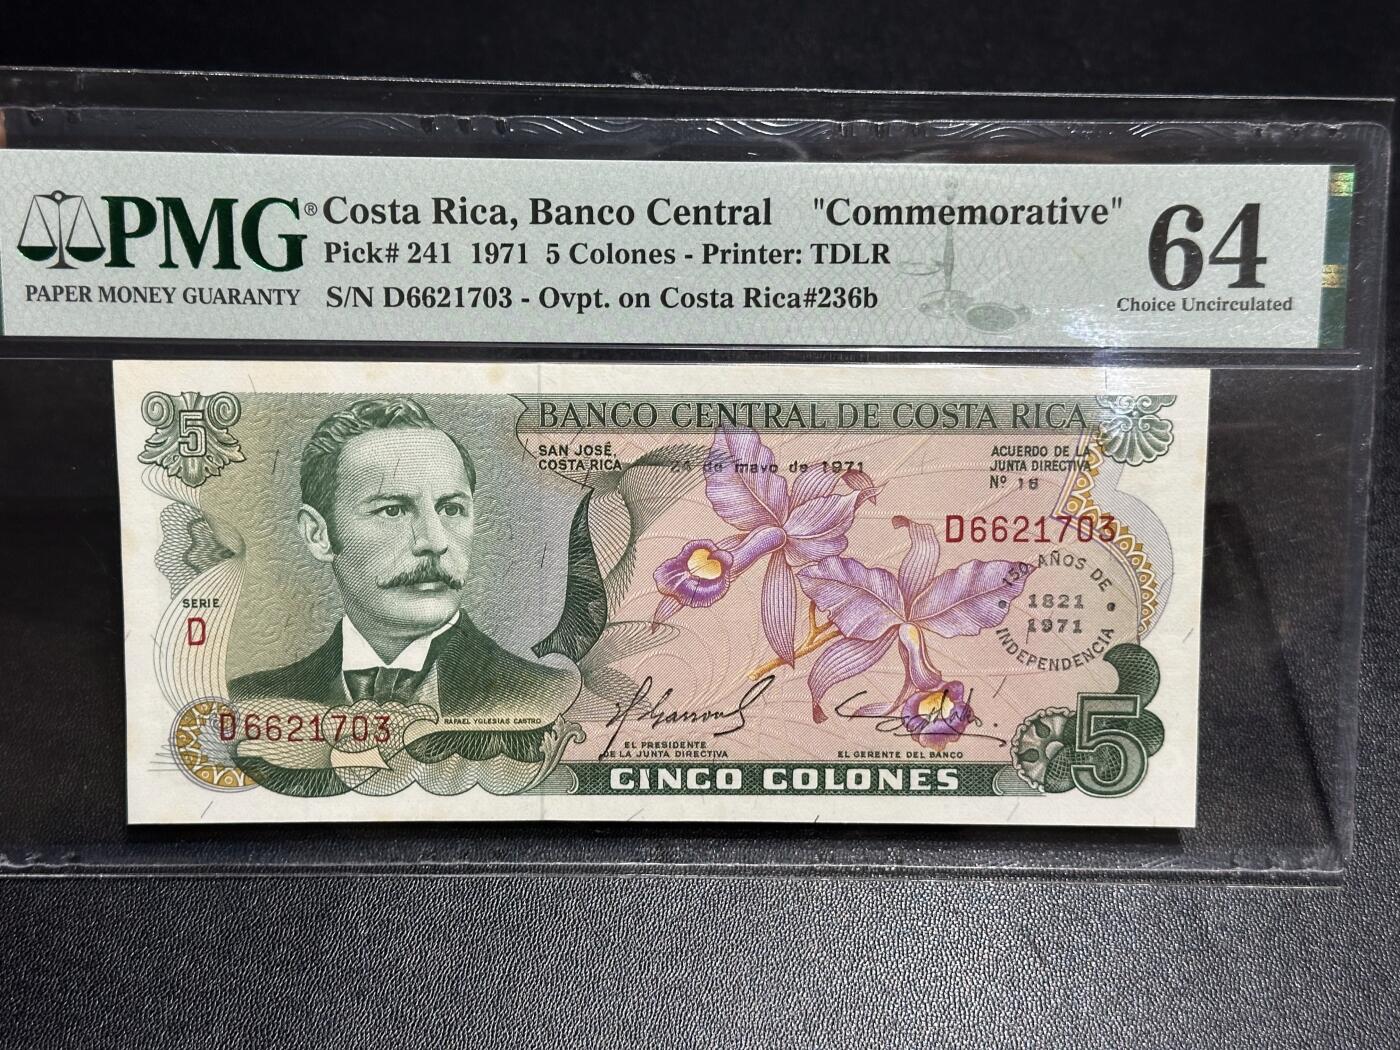 PMG® Costa Rica, Banco Central "Commemorative" 64
Pick# 241 1971 5 Colones - Printer: TDLR
PAPER MONEY GUARANTY S/N D6621703 - Ovpt. on Costa Rica#236b Choice Uncirculated
5
BANCO CENTRAL DE COSTA RICA
SAN JOSÉ,
COSTA RICA
24 de mayo de 1971
ACUERDO DE LA
JUNTA DIRECTIVA
Nº
D6621703
150 AÑOS DE
1821
1971
INDEPENDENCIA
SERIE
D
D6621703
RAFAEL YGLESIAS CASTRO
EL PRESIDENTE
DE LA JUNTA DIRECTIVA
EL GERENTE DEL BANCO
CINCO COLONES
5